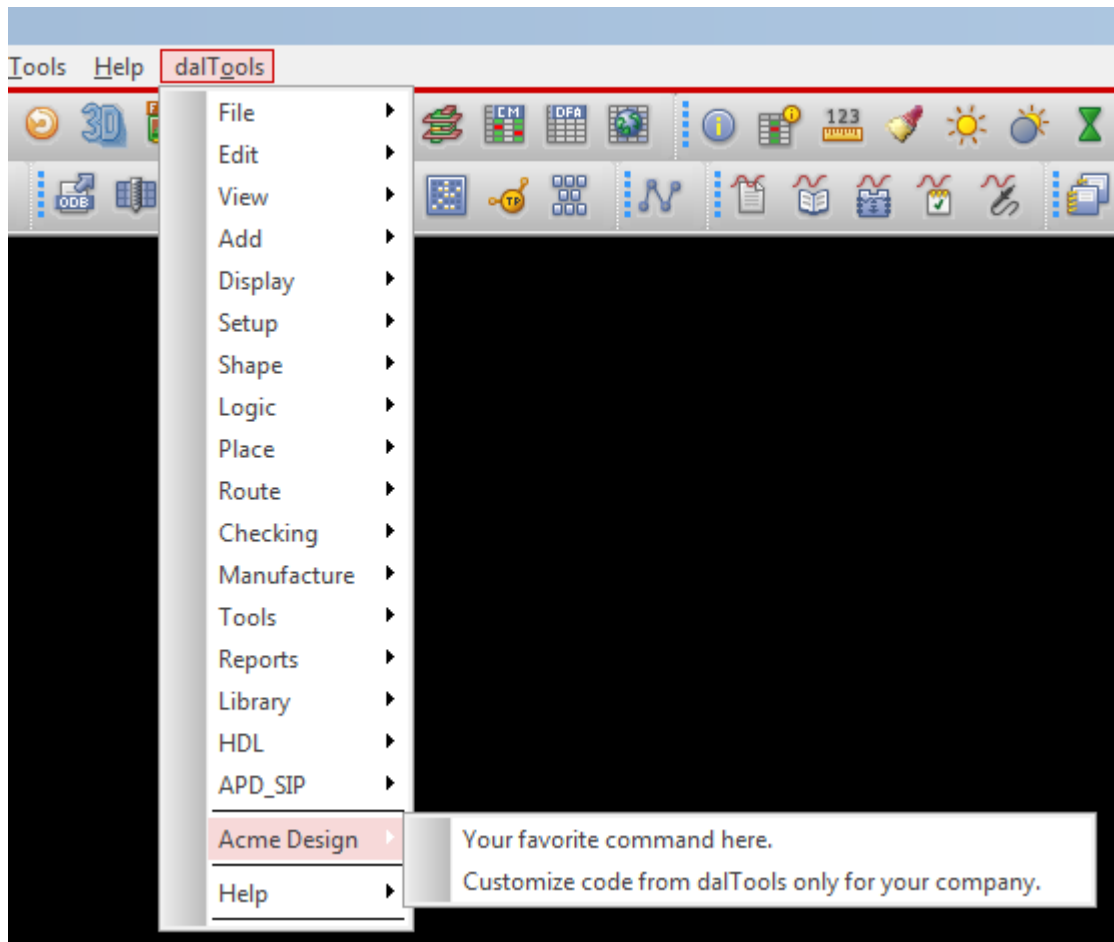 Tools Help dalTools
3D CM DFA 123
ODB TP
File
Edit
View
Add
Display
Setup
Shape
Logic
Place
Route
Checking
Manufacture
Tools
Reports
Library
HDL
APD_SIP
Acme Design
Your favorite command here.
Customize code from dalTools only for your company.
Help